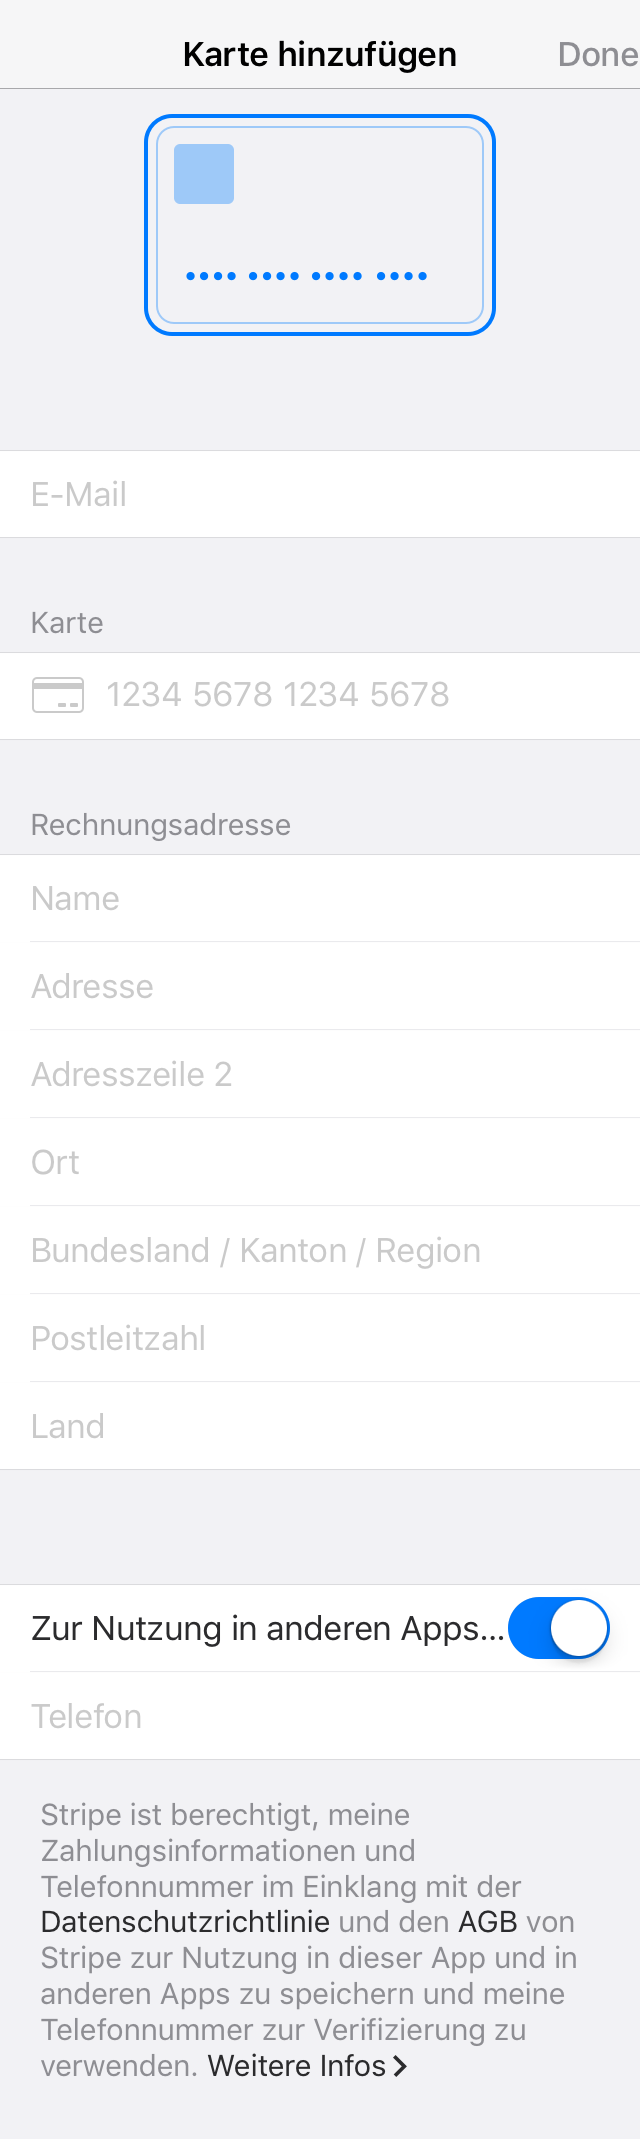 Karte hinzufügen
Done
•••• •••• •••• ••••
E-Mail
Karte
1234 5678 1234 5678
Rechnungsadresse
Name
Adresse
Adresszeile 2
Ort
Bundesland / Kanton / Region
Postleitzahl
Land
Zur Nutzung in anderen Apps...
Telefon
Stripe ist berechtigt, meine
Zahlungsinformationen und
Telefonnummer im Einklang mit der
Datenschutzrichtlinie und den AGB von
Stripe zur Nutzung in dieser App und in
anderen Apps zu speichern und meine
Telefonnummer zur Verifizierung zu
verwenden. Weitere Infos